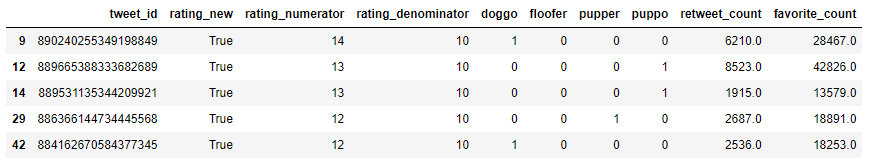 tweet_id rating_new rating_numerator rating_denominator doggo floofer pupper puppo retweet_count favorite_count
9 890240255349198849 True 14 10 1 0 0 0 6210.0 28467.0
12 889665388333682689 True 13 10 0 0 0 1 8523.0 42826.0
14 889531135344209921 True 13 10 0 0 0 1 1915.0 13579.0
29 886366144734445568 True 12 10 0 0 1 0 2687.0 18891.0
42 884162670584377345 True 12 10 1 0 0 0 2536.0 18253.0